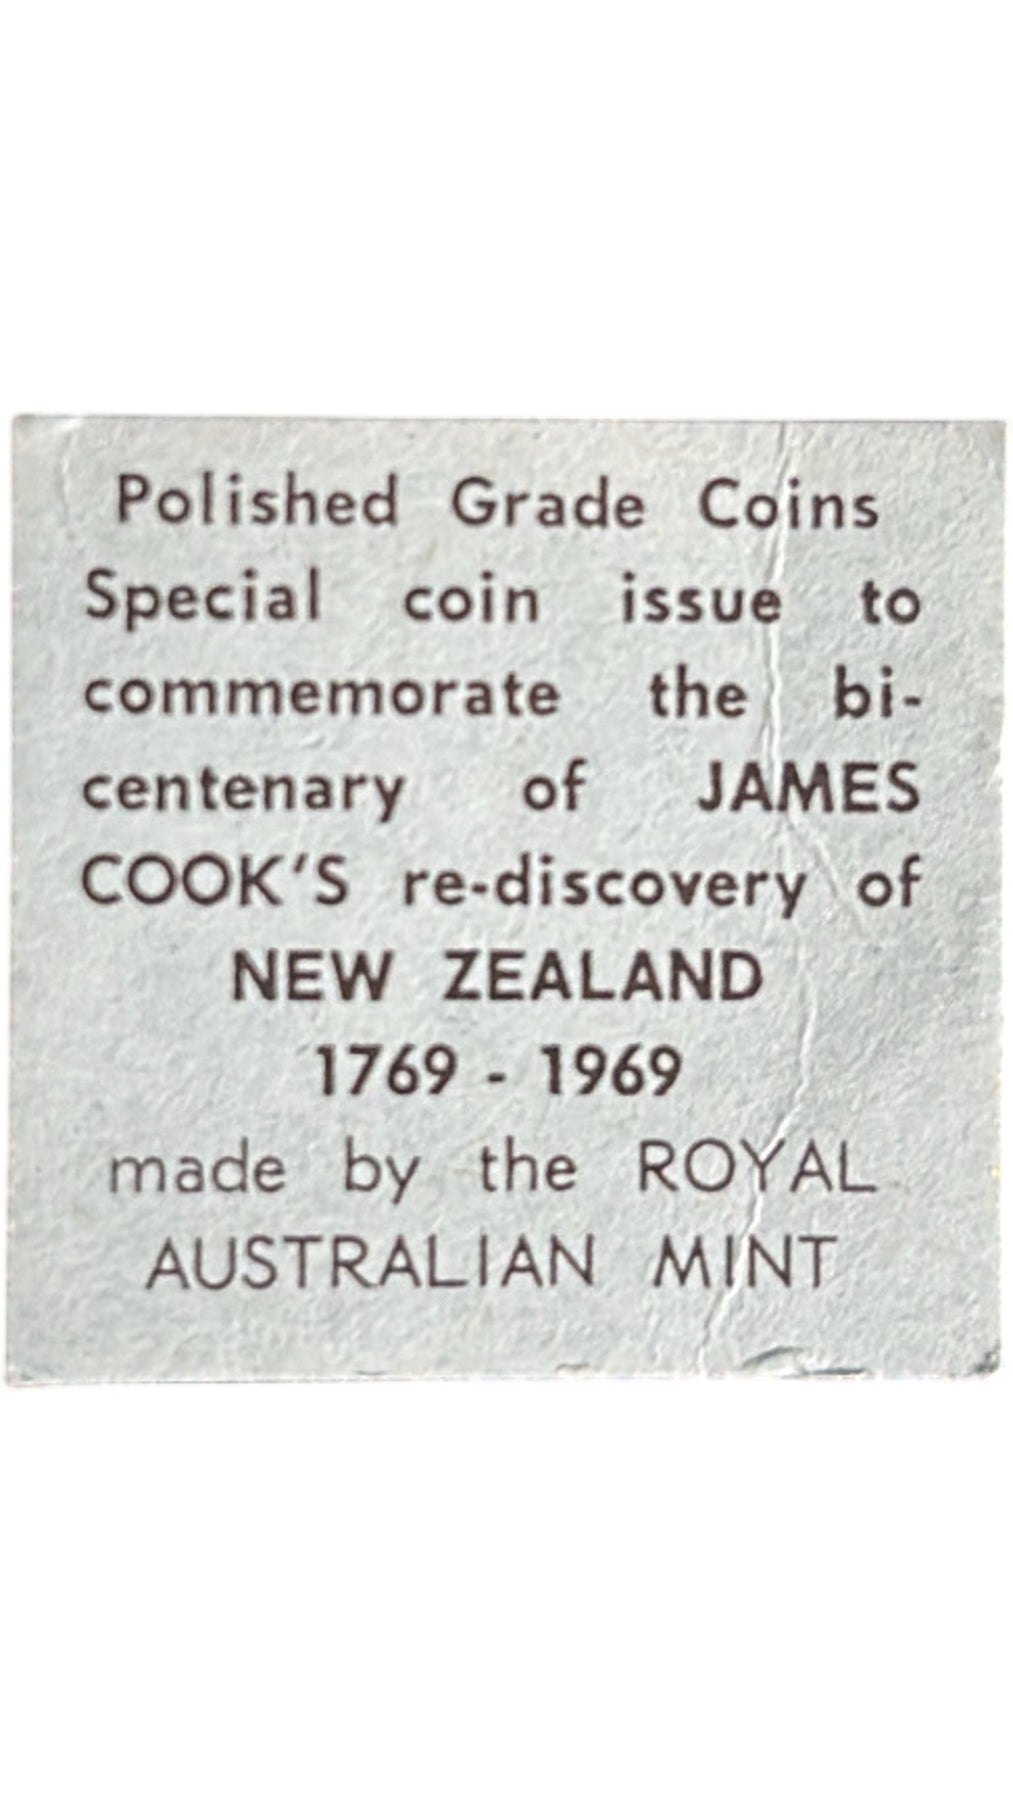 Polished Grade Coins
Special coin issue to
commemorate the bi-
centenary of JAMES
COOK'S re-discovery of
NEW ZEALAND
1769 - 1969
made by the ROYAL
AUSTRALIAN MINT